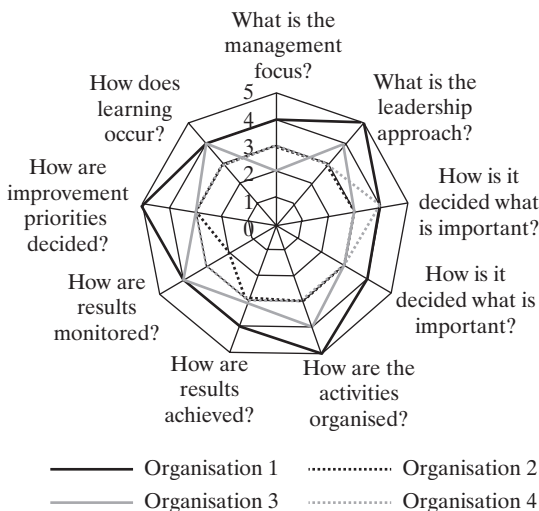 What is the
management
focus?
What is the
leadership
approach?
How is it
decided what
is important?
How is it
decided what is
important?
How are the
activities
organised?
How are
results
achieved?
How are
results
monitored?
How are
improvement
priorities
decided?
How does
learning
occur?
5
4
3
2
1
0
Organisation 1
Organisation 2
Organisation 3
Organisation 4